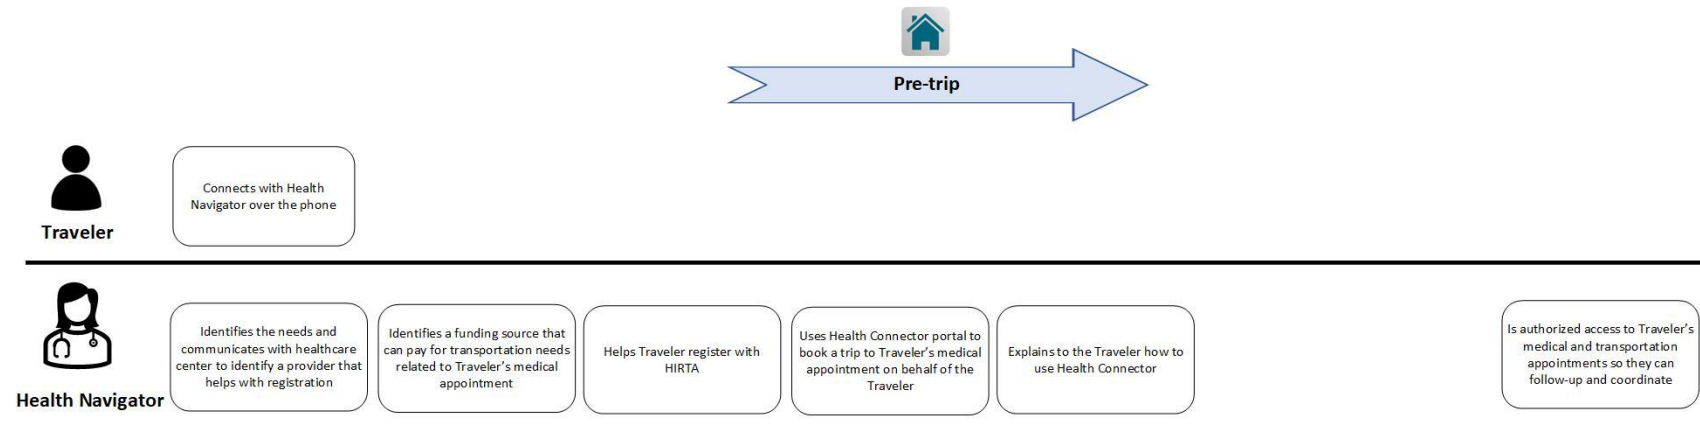 Pre-trip
Connects with Health
Navigator over the phone
Traveler
Identifies the needs and
communicates with healthcare
center to identify a provider that
helps with registration
Identifies a funding source that
can pay for transportation needs
related to Traveler's medical
appointment
Helps Traveler register with
HIRTA
Uses Health Connector portal to
book a trip to Traveler's medical
appointment on behalf of the
Traveler
Explains to the Traveler how to
use Health Connector
Is authorized access to Traveler's
medical and transportation
appointments so they can
follow-up and coordinate
Health Navigator